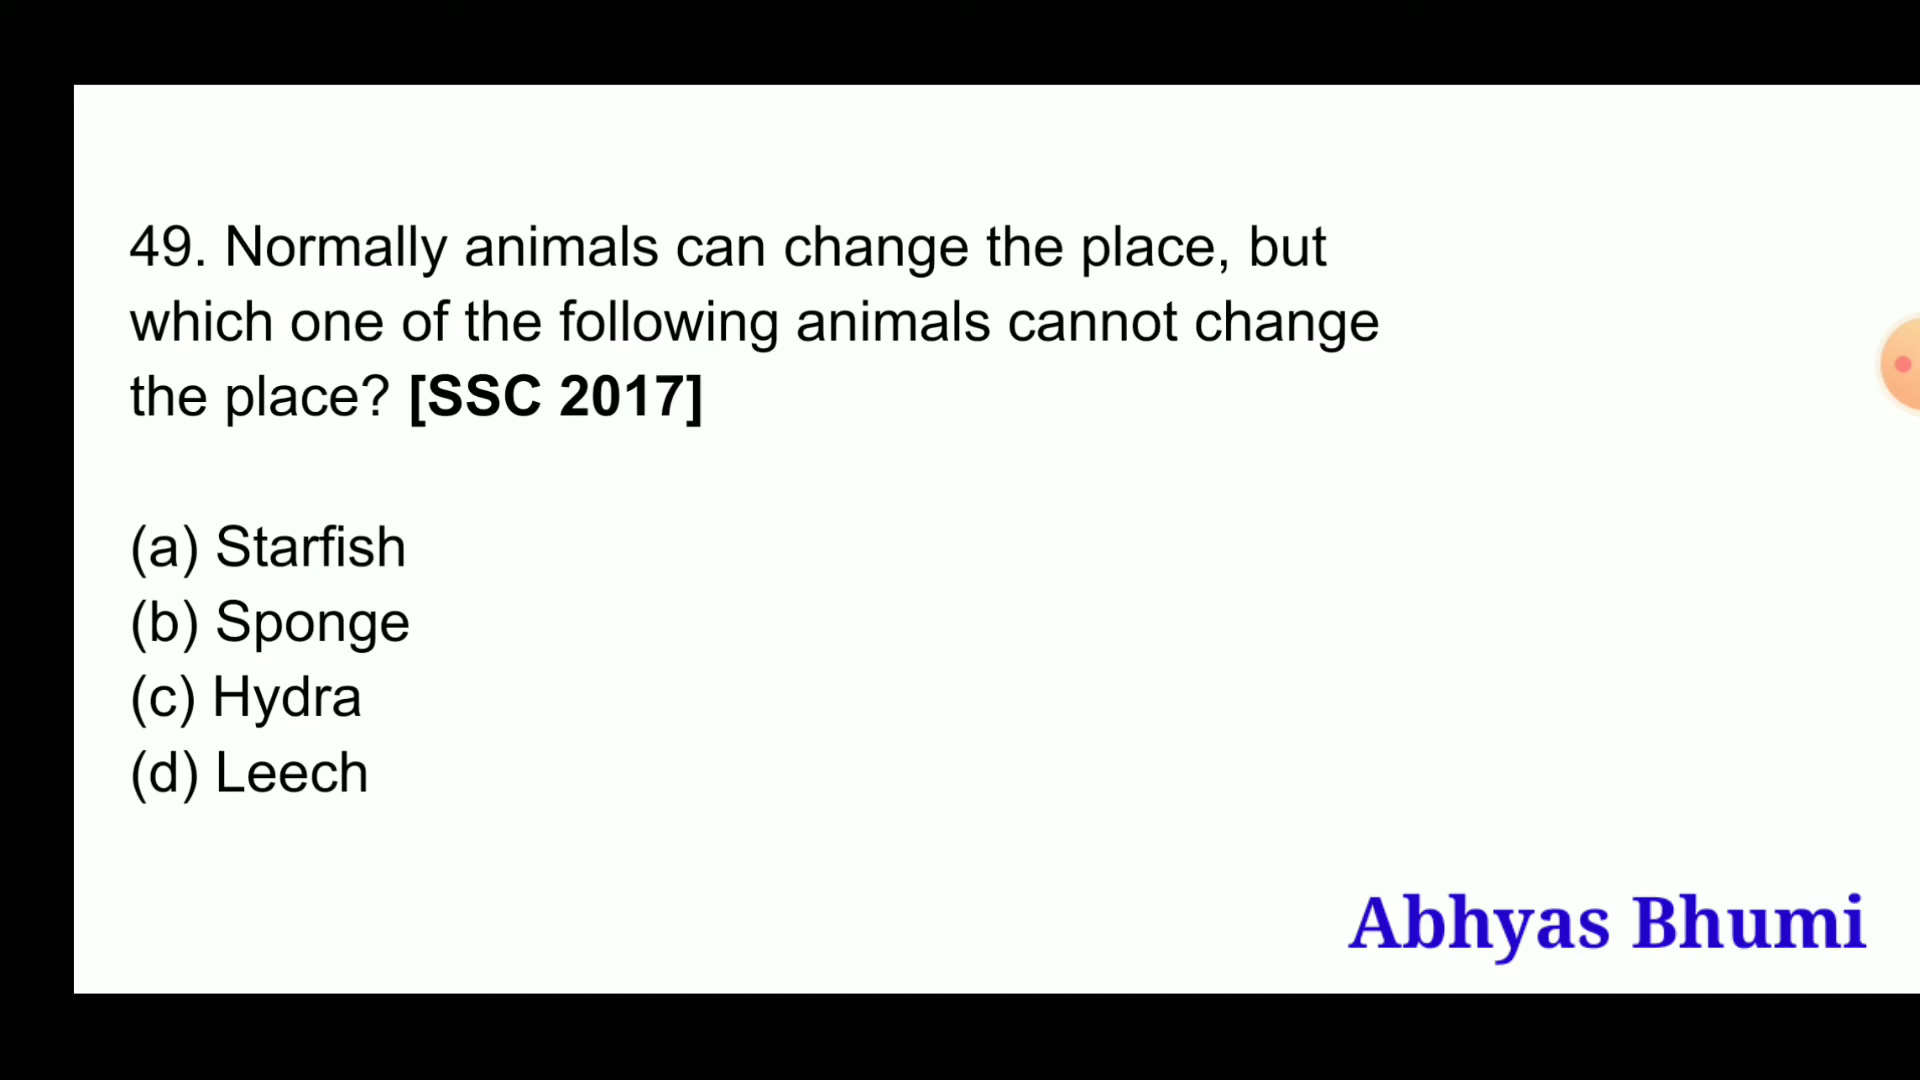 49. Normally animals can change the place, but
which one of the following animals cannot change
the place? [SSC 2017]
(a) Starfish
(b) Sponge
(c) Hydra
(d) Leech
Abhyas Bhumi